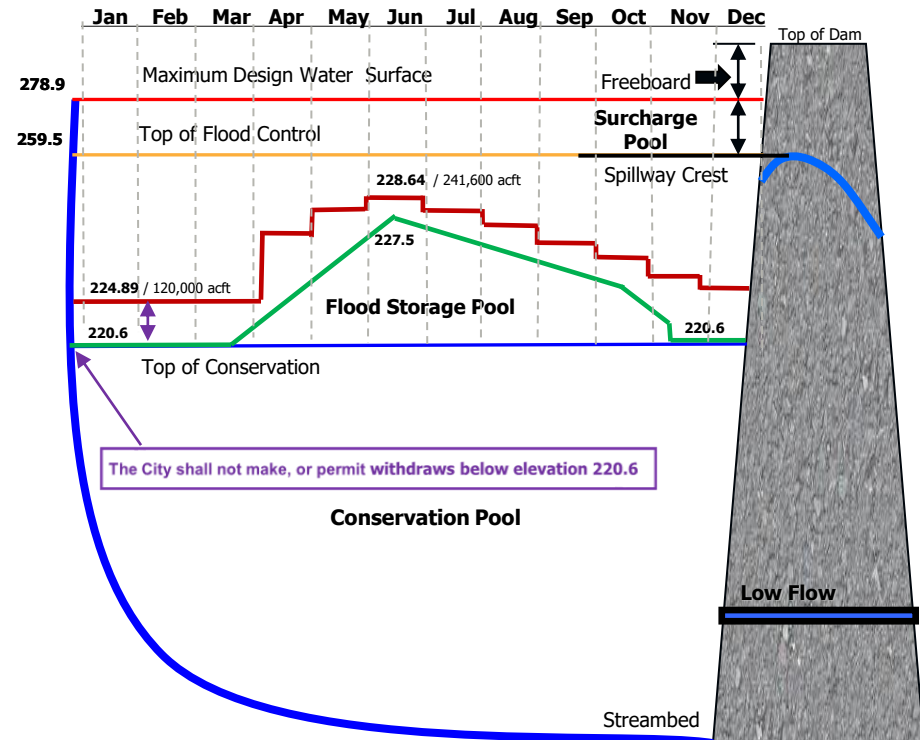 Jan Feb Mar Apr May Jun Jul Aug Sep Oct Nov Dec
Top of Dam
278.9
Maximum Design Water Surface
Freeboard
259.5
Top of Flood Control
Surcharge
Pool
Spillway Crest
228.64 / 241,600 acft
227.5
224.89 / 120,000 acft
Flood Storage Pool
220.6
220.6
Top of Conservation
The City shall not make, or permit withdraws below elevation 220.6
Conservation Pool
Low Flow
Streambed